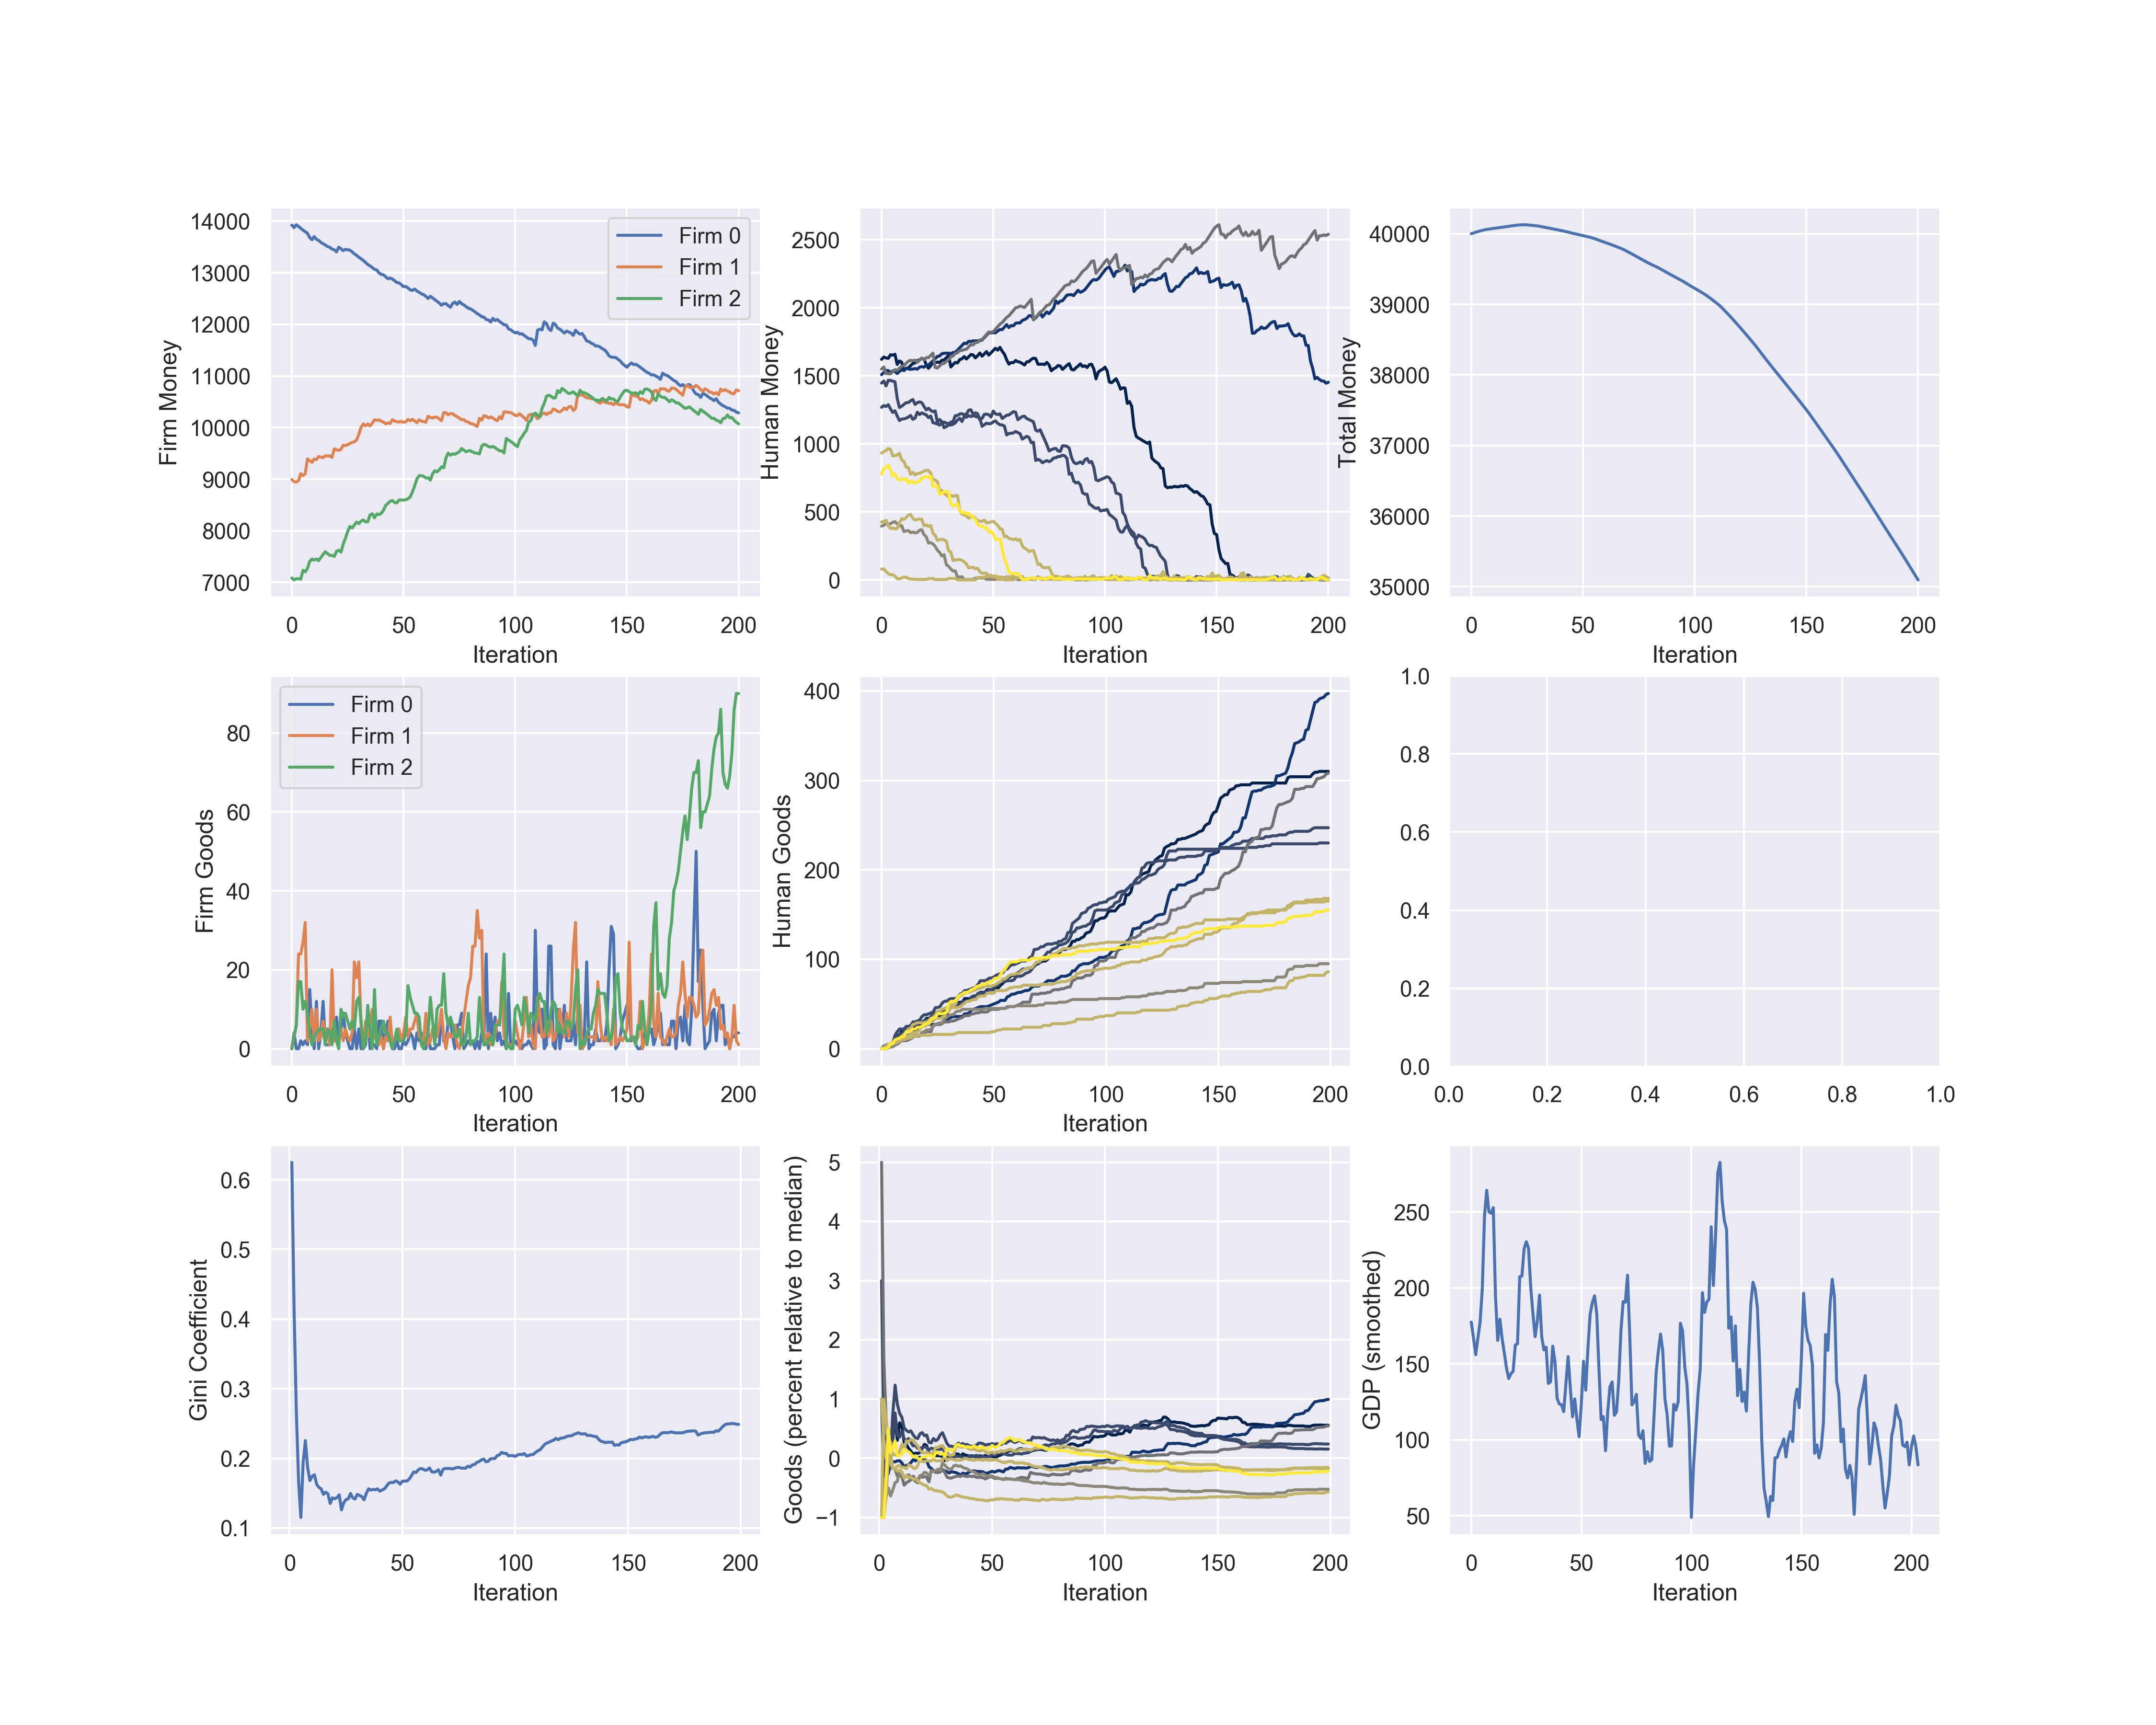 Firm Money
14000
13000
12000
11000
10000
9000
8000
7000
Firm 0
Firm 1
Firm 2
0 50 100 150 200
Iteration
Human Money
2500
2000
1500
1000
500
0
0 50 100 150 200
Iteration
Total Money
40000
39000
38000
37000
36000
35000
0 50 100 150 200
Iteration
Firm Goods
80
60
40
20
0
Firm 0
Firm 1
Firm 2
0 50 100 150 200
Iteration
Human Goods
400
300
200
100
0
0 50 100 150 200
Iteration
1.0
0.8
0.6
0.4
0.2
0.0
0.0 0.2 0.4 0.6 0.8 1.0
Gini Coefficient
0.6
0.5
0.4
0.3
0.2
0.1
0 50 100 150 200
Iteration
Goods (percent relative to median)
5
4
3
2
1
0
−1
0 50 100 150 200
Iteration
GDP (smoothed)
250
200
150
100
50
0 50 100 150 200
Iteration